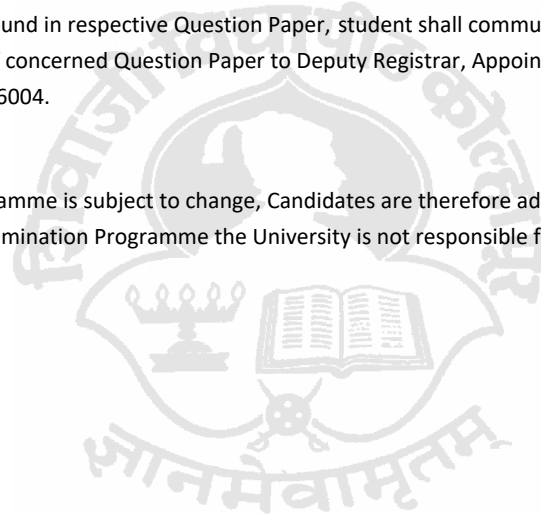 und in respective Question Paper, student shall commu
concerned Question Paper to Deputy Registrar, Appoin
6004.
शिवाजी विद्यापीठ कोल्हापूर
amme is subject to change, Candidates are therefore ad
mination Programme the University is not responsible f
ज्ञानमेवामृतम्